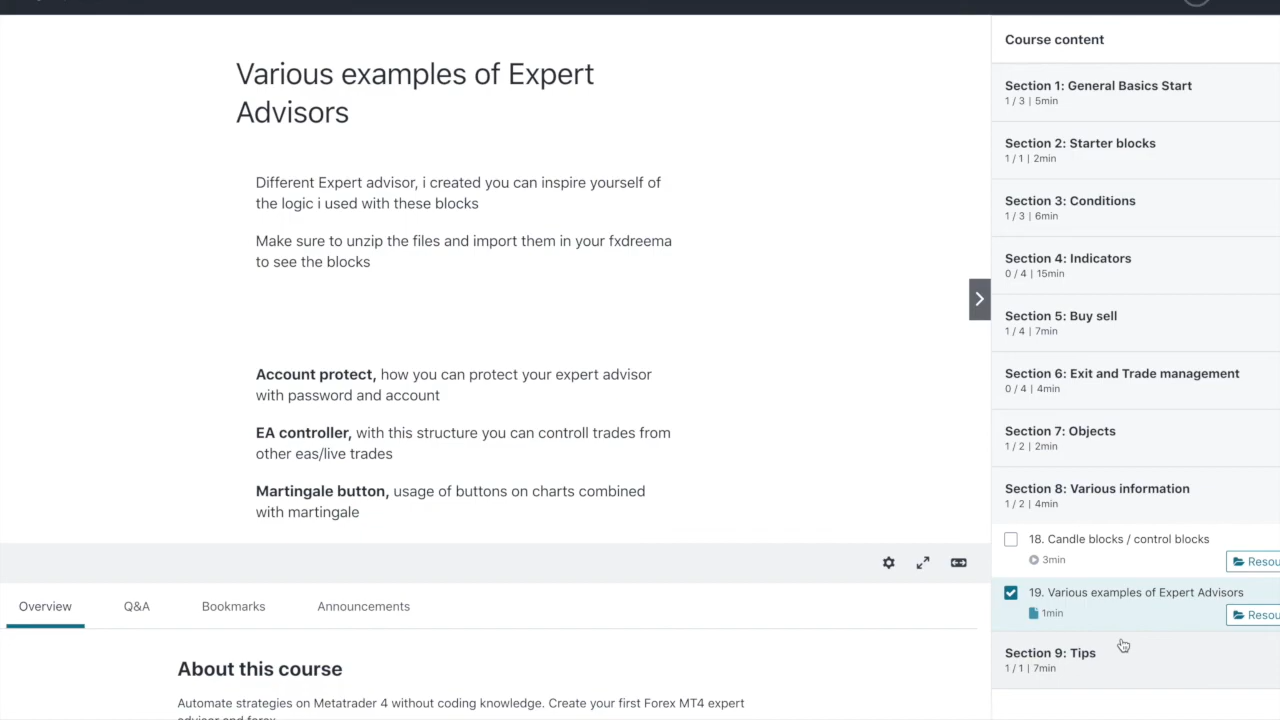 Various examples of Expert
Advisors
Different Expert advisor, i created you can inspire yourself of
the logic i used with these blocks
Make sure to unzip the files and import them in your fxdreema
to see the blocks
Account protect, how you can protect your expert advisor
with password and account
EA controller, with this structure you can controll trades from
other eas/live trades
Martingale button, usage of buttons on charts combined
with martingale
Overview Q&A Bookmarks Announcements
About this course
Automate strategies on Metatrader 4 without coding knowledge. Create your first Forex MT4 expert
advisor and forex
Course content
Section 1: General Basics Start
1 / 3 | 5min
Section 2: Starter blocks
1 / 1 | 2min
Section 3: Conditions
1 / 3 | 6min
Section 4: Indicators
0 / 4 | 15min
Section 5: Buy sell
1 / 4 | 7min
Section 6: Exit and Trade management
0 / 4 | 4min
Section 7: Objects
1 / 2 | 2min
Section 8: Various information
1 / 2 | 4min
18. Candle blocks / control blocks
3min
Resou
19. Various examples of Expert Advisors
1min
Resou
Section 9: Tips
1 / 1 | 7min